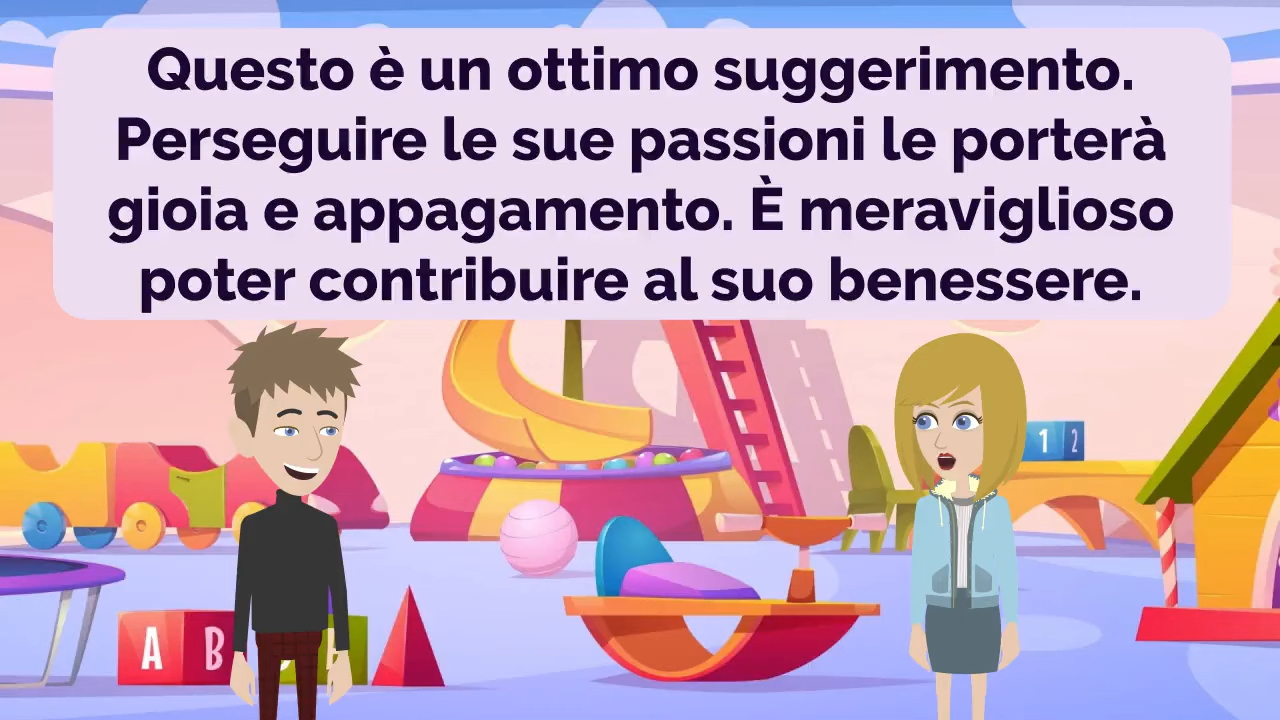 Questo è un ottimo suggerimento.
Perseguire le sue passioni le porterà
gioia e appagamento. È meraviglioso
poter contribuire al suo benessere.
1 2
A B